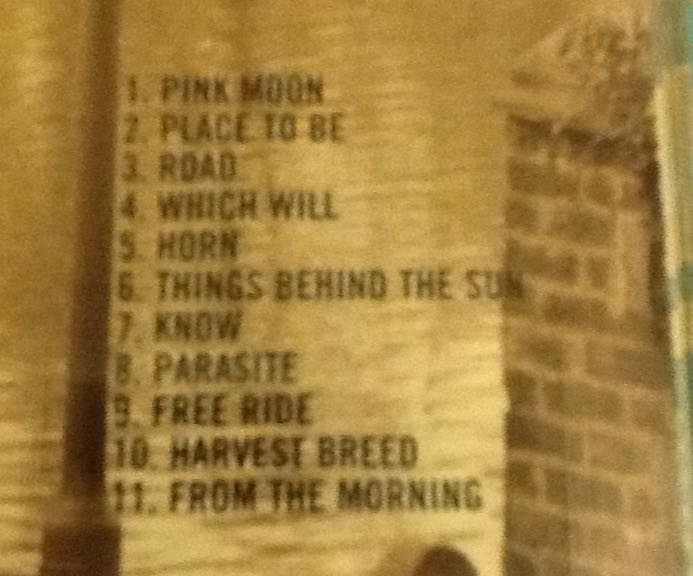 1. PINK MOON
2. PLACE TO BE
3. ROAD
4. WHICH WILL
5. HORN
6. THINGS BEHIND THE SUN
7. KNOW
8. PARASITE
9. FREE RIDE
10. HARVEST BREED
11. FROM THE MORNING